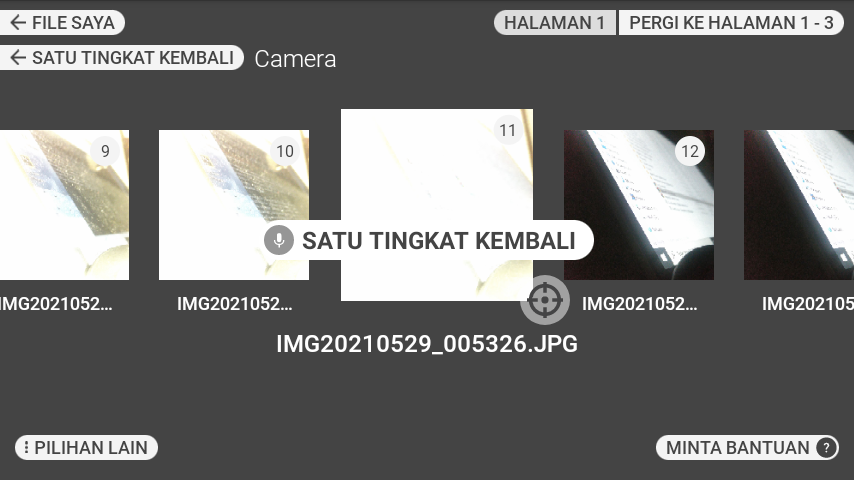 FILE SAYA
HALAMAN 1
PERGI KE HALAMAN 1 - 3
SATU TINGKAT KEMBALI
Camera
9
10
11
12
SATU TINGKAT KEMBALI
IMG2021052...
IMG2021052...
IMG2021052...
IMG202105
IMG20210529_005326.JPG
PILIHAN LAIN
MINTA BANTUAN ?